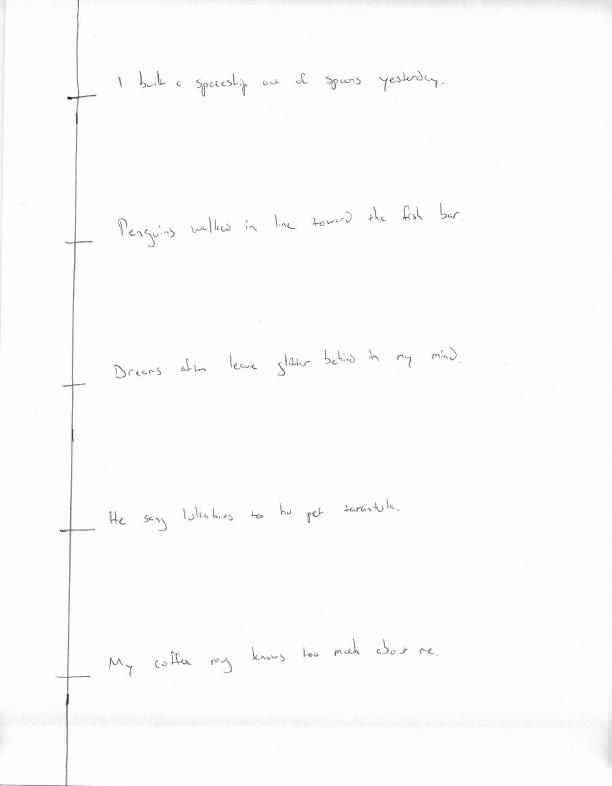 I built a spaceship out of spoons yesterday.
Penguins walked in line toward the fish bar.
Dreams often leave glitter behind in my mind.
He sang lullabies to his pet tarantula.
My coffee mug knows too much about me.